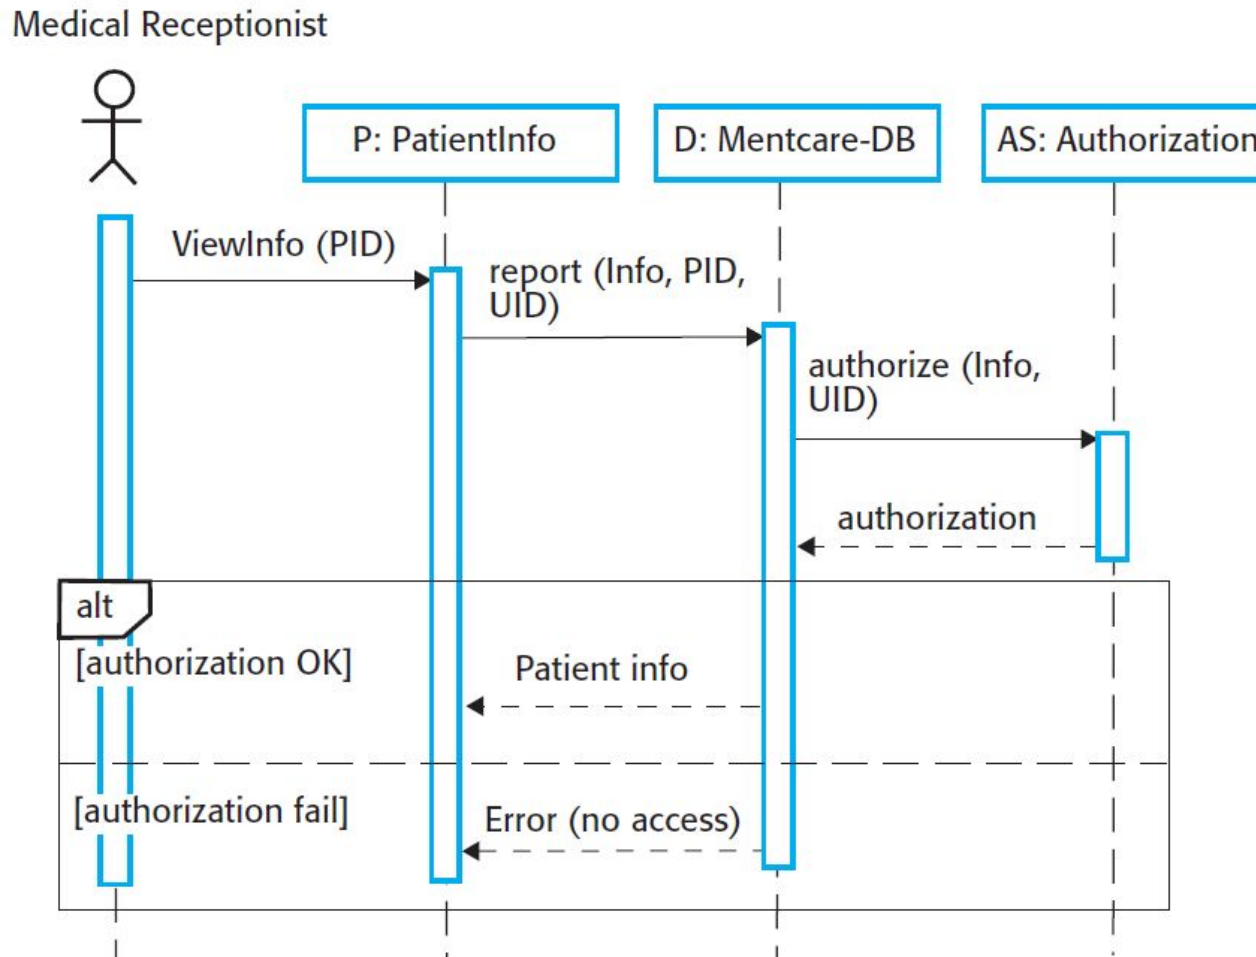 Medical Receptionist
P: PatientInfo
D: Mentcare-DB
AS: Authorization
ViewInfo (PID)
report (Info, PID,
UID)
authorize (Info,
UID)
authorization
alt
[authorization OK]
Patient info
[authorization fail]
Error (no access)